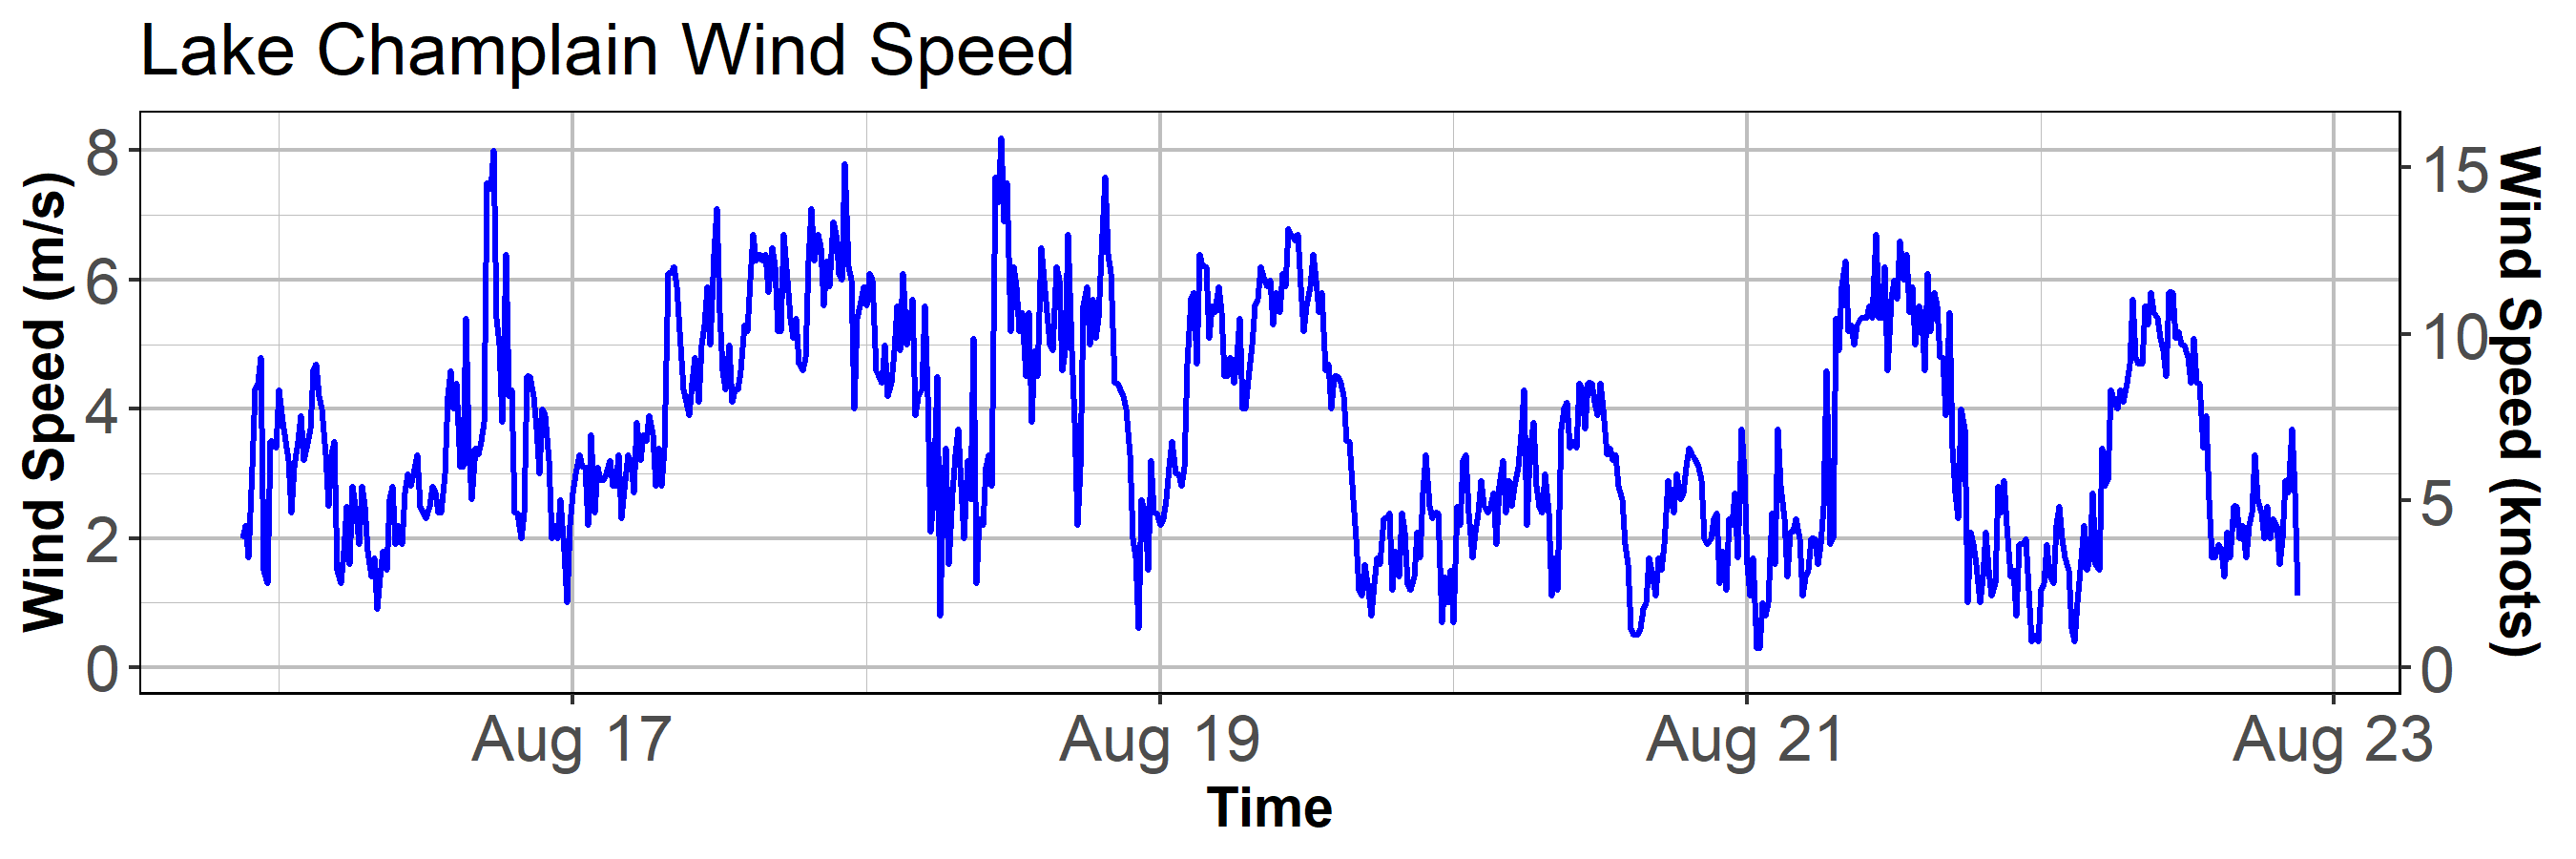 Lake Champlain Wind Speed
Wind Speed (m/s)
8
6
4
2
0
15
10
5
0
Wind Speed (knots)
Aug 17
Aug 19
Aug 21
Aug 23
Time